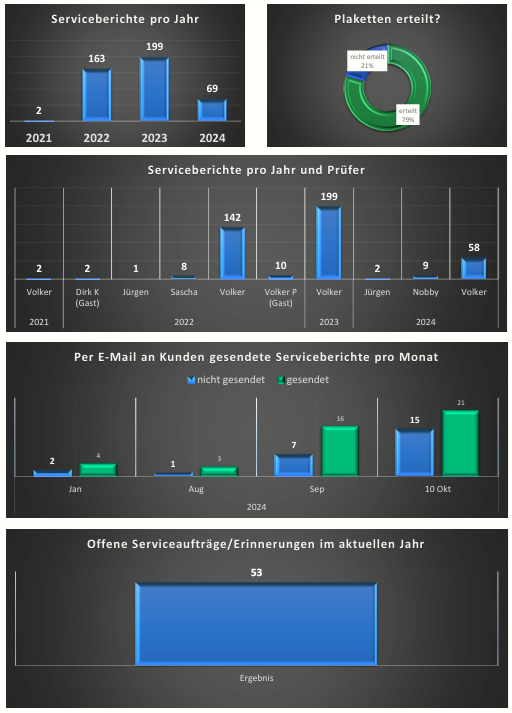 Serviceberichte pro Jahr
2
163
199
69
2021 2022 2023 2024
Plaketten erteilt?
nicht erteilt
21%
erteilt
79%
Serviceberichte pro Jahr und Prüfer
2 2 1 8 142 10 199 2 9 58
Volker Dirk K Jürgen Sascha Volker Volker P Volker Jürgen Nobby Volker
(Gast) (Gast)
2021 2022 2023 2024
Per E-Mail an Kunden gesendete Serviceberichte pro Monat
nicht gesendet gesendet
2 4 1 3 7 16 15 21
Jan Aug Sep 10 Okt
2024
Offene Serviceaufträge/Erinnerungen im aktuellen Jahr
53
Ergebnis